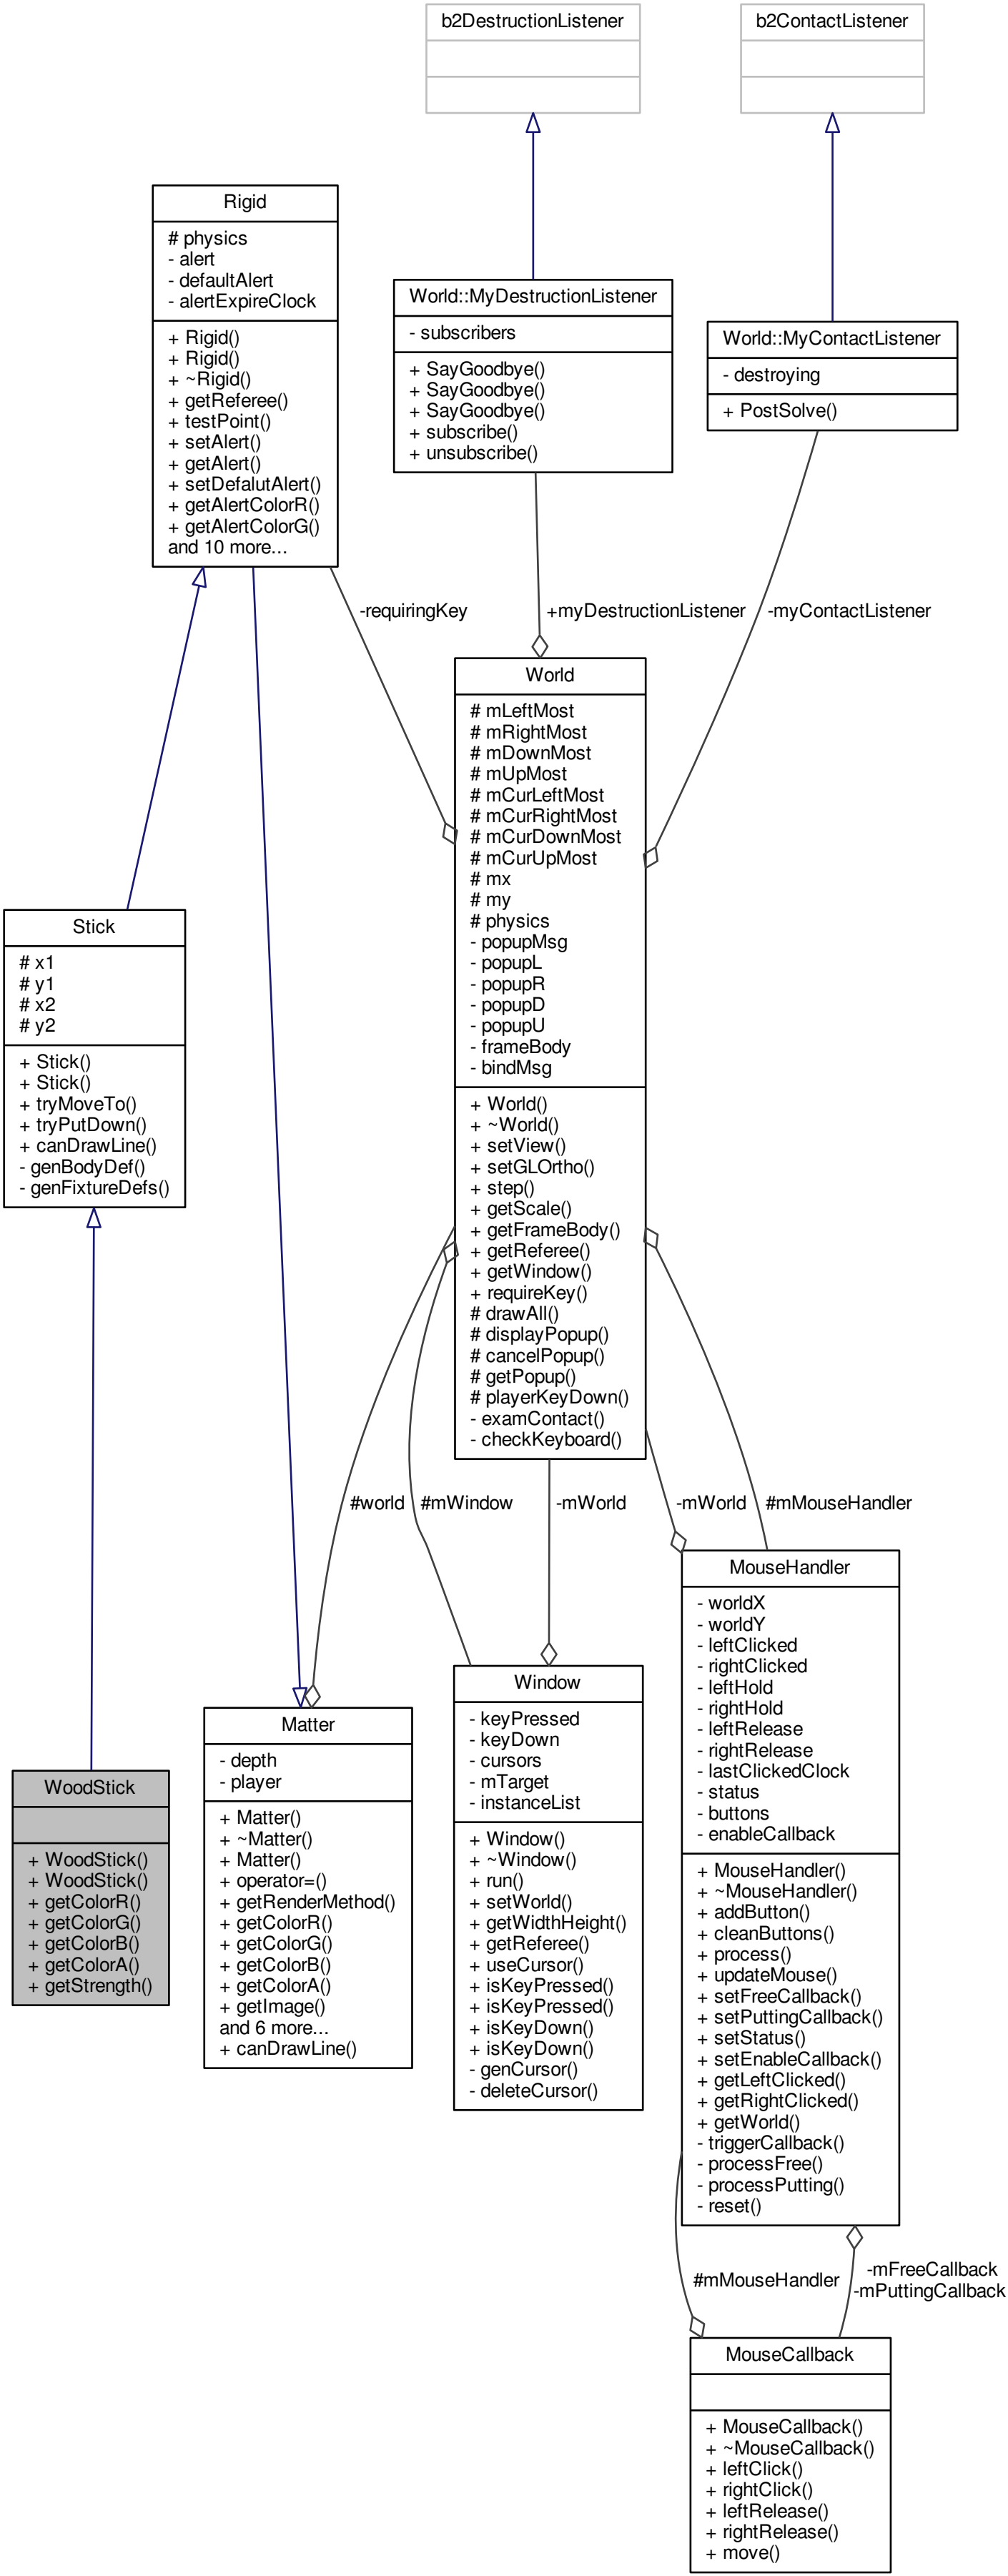 b2DestructionListener
b2ContactListener
Rigid
# physics
- alert
- defaultAlert
- alertExpireClock
+ Rigid()
+ Rigid()
+ ~Rigid()
+ getReferee()
+ testPoint()
+ setAlert()
+ getAlert()
+ setDefalutAlert()
+ getAlertColorR()
+ getAlertColorG()
and 10 more...
World::MyDestructionListener
- subscribers
+ SayGoodbye()
+ SayGoodbye()
+ SayGoodbye()
+ subscribe()
+ unsubscribe()
World::MyContactListener
- destroying
+ PostSolve()
-requiringKey
+myDestructionListener
-myContactListener
World
# mLeftMost
# mRightMost
# mDownMost
# mUpMost
# mCurLeftMost
# mCurRightMost
# mCurDownMost
# mCurUpMost
# mx
# my
# physics
- popupMsg
- popupL
- popupR
- popupD
- popupU
- frameBody
- bindMsg
+ World()
+ ~World()
+ setView()
+ setGLOrtho()
+ step()
+ getScale()
+ getFrameBody()
+ getReferee()
+ getWindow()
+ requireKey()
# drawAll()
# displayPopup()
# cancelPopup()
# getPopup()
# playerKeyDown()
- examContact()
- checkKeyboard()
Stick
# x1
# y1
# x2
# y2
+ Stick()
+ Stick()
+ tryMoveTo()
+ tryPutDown()
+ canDrawLine()
- genBodyDef()
- genFixtureDefs()
#world
#mWindow
-mWorld
-mWorld
#mMouseHandler
WoodStick
+ WoodStick()
+ WoodStick()
+ getColorR()
+ getColorG()
+ getColorB()
+ getColorA()
+ getStrength()
Matter
- depth
- player
+ Matter()
+ ~Matter()
+ Matter()
+ operator=()
+ getRenderMethod()
+ getColorR()
+ getColorG()
+ getColorB()
+ getColorA()
+ getImage()
and 6 more...
+ canDrawLine()
Window
- keyPressed
- keyDown
- cursors
- mTarget
- instanceList
+ Window()
+ ~Window()
+ run()
+ setWorld()
+ getWidthHeight()
+ getReferee()
+ useCursor()
+ isKeyPressed()
+ isKeyPressed()
+ isKeyDown()
+ isKeyDown()
- genCursor()
- deleteCursor()
MouseHandler
- worldX
- worldY
- leftClicked
- rightClicked
- leftHold
- rightHold
- leftRelease
- rightRelease
- lastClickedClock
- status
- buttons
- enableCallback
+ MouseHandler()
+ ~MouseHandler()
+ addButton()
+ cleanButtons()
+ process()
+ updateMouse()
+ setFreeCallback()
+ setPuttingCallback()
+ setStatus()
+ setEnableCallback()
+ getLeftClicked()
+ getRightClicked()
+ getWorld()
- triggerCallback()
- processFree()
- processPutting()
- reset()
#mMouseHandler
-mFreeCallback
-mPuttingCallback
MouseCallback
+ MouseCallback()
+ ~MouseCallback()
+ leftClick()
+ rightClick()
+ leftRelease()
+ rightRelease()
+ move()